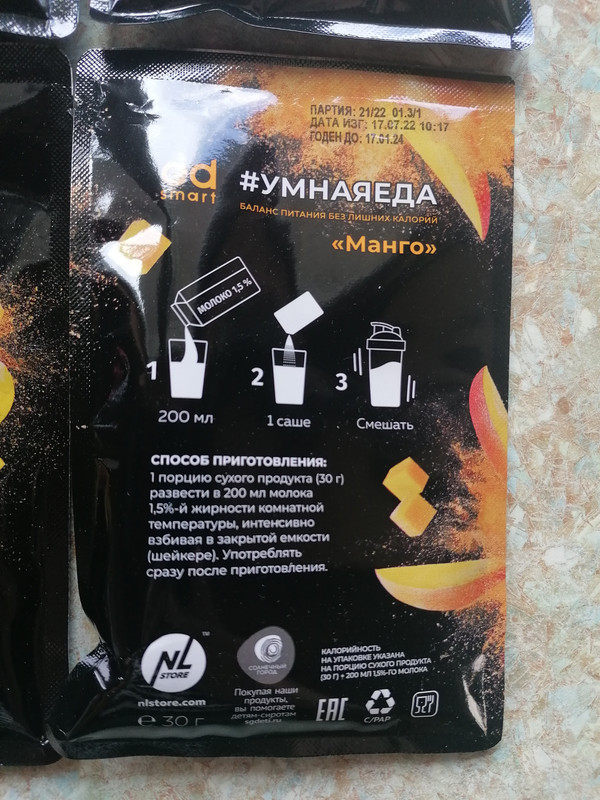 ПАРТИЯ: 21/22 01.3/1
ДАТА ИЗГ: 17.07.22 10:17
ГОДЕН ДО: 17.01.24
ed
smart
#УМНАЯЕДА
БАЛАНС ПИТАНИЯ БЕЗ ЛИШНИХ КАЛОРИЙ
«Манго»
МОЛОКО 1,5 %
1
2
3
200 мл
1 саше
Смешать
СПОСОБ ПРИГОТОВЛЕНИЯ:
1 порцию сухого продукта (30 г)
развести в 200 мл молока
1,5%-й жирности комнатной
температуры, интенсивно
взбивая в закрытой емкости
(шейкере). Употреблять
сразу после приготовления.
NL™
STORE
nlstore.com
℮ 30 г
СОЛНЕЧНЫЙ
ГОРОД
Покупая наши
продукты,
вы помогаете
детям-сиротам
sgdeti.ru
КАЛОРИЙНОСТЬ
НА УПАКОВКЕ УКАЗАНА
НА ПОРЦИЮ СУХОГО ПРОДУКТА
(30 Г) + 200 МЛ 1,5%-ГО МОЛОКА
EAC
C/PAP